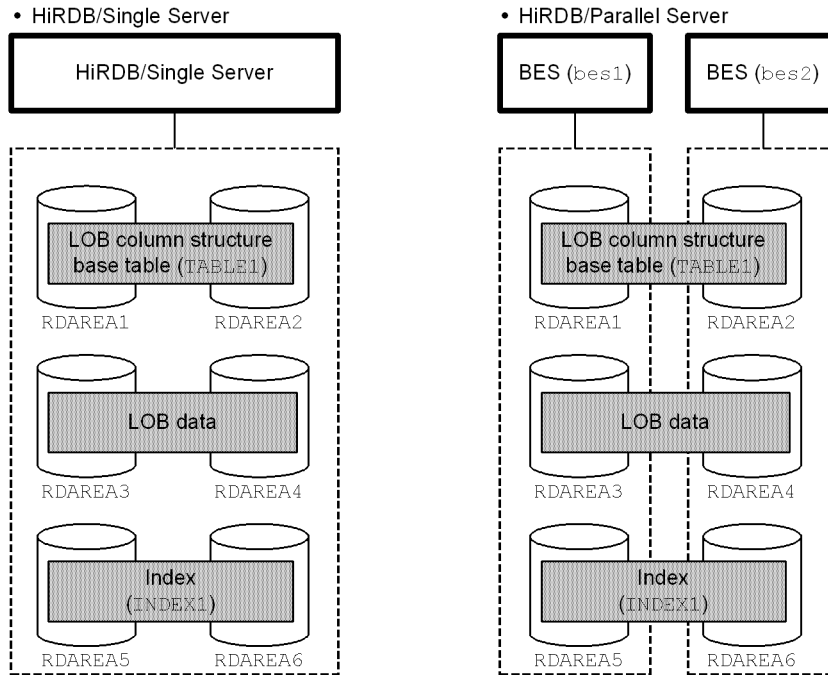 • HiRDB/Single Server
HiRDB/Single Server
LOB column structure
base table (TABLE1)
RDAREA1 RDAREA2
LOB data
RDAREA3 RDAREA4
Index
(INDEX1)
RDAREA5 RDAREA6
• HiRDB/Parallel Server
BES (bes1) BES (bes2)
LOB column structure
base table (TABLE1)
RDAREA1 RDAREA2
LOB data
RDAREA3 RDAREA4
Index
(INDEX1)
RDAREA5 RDAREA6